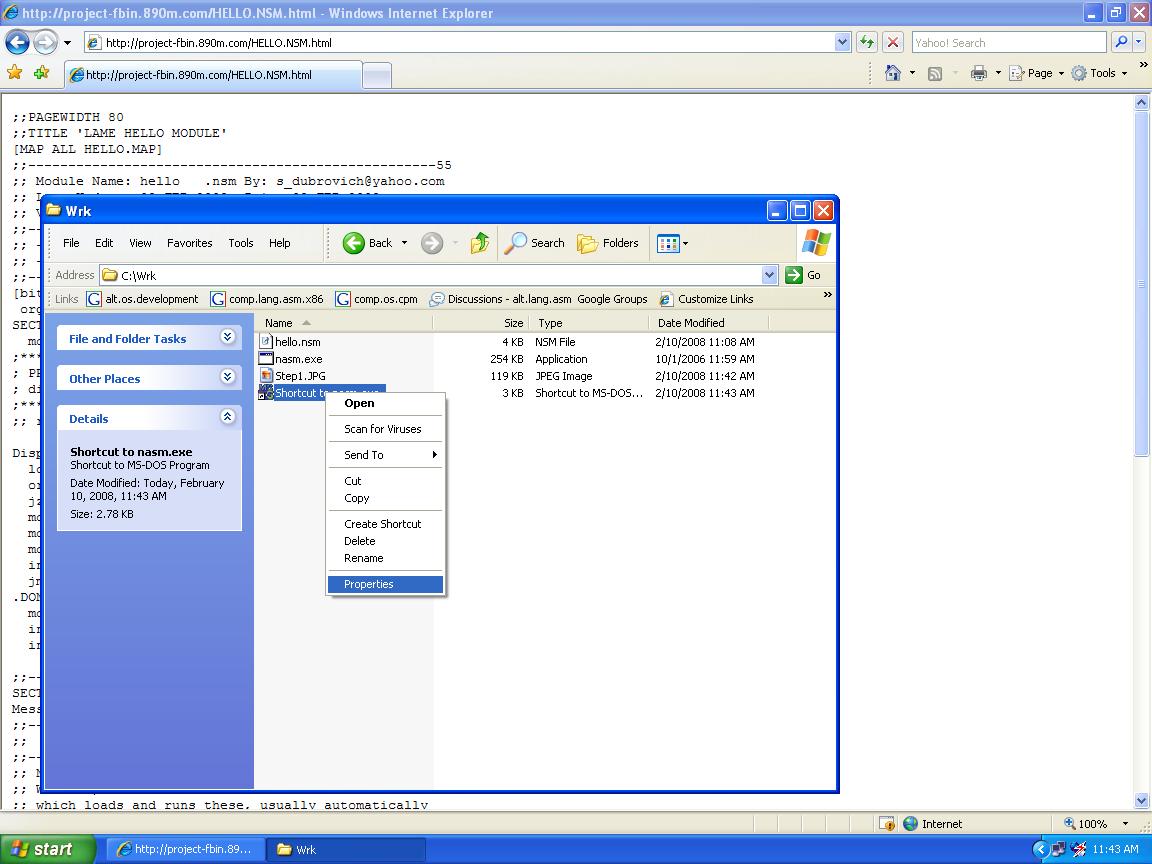 http://project-fbin.890m.com/HELLO.NSM.html - Windows Internet Explorer
http://project-fbin.890m.com/HELLO.NSM.html
Yahoo! Search
http://project-fbin.890m.com/HELLO.NSM.html
Page
Tools
;;PAGEWIDTH 80
;;TITLE 'LAME HELLO MODULE'
[MAP ALL HELLO.MAP]
;;--------------------------------------------------55
;; Module Name: hello   .nsm By: s_dubrovich@yahoo.com
Wrk
File Edit View Favorites Tools Help
Back
Search
Folders
Address C:\Wrk
Go
Links alt.os.development comp.lang.asm.x86 comp.os.cpm Discussions - alt.lang.asm Google Groups Customize Links
File and Folder Tasks
Other Places
Details
Shortcut to nasm.exe
Shortcut to MS-DOS Program
Date Modified: Today, February
10, 2008, 11:43 AM
Size: 2.78 KB
Name Size Type Date Modified
hello.nsm 4 KB NSM File 2/10/2008 11:08 AM
nasm.exe 254 KB Application 10/1/2006 11:59 AM
Step1.JPG 119 KB JPEG Image 2/10/2008 11:42 AM
Shortcut to nasm.exe 3 KB Shortcut to MS-DOS... 2/10/2008 11:43 AM
Open
Scan for Viruses
Send To
Cut
Copy
Create Shortcut
Delete
Rename
Properties
[bit
org
SECT
;; which loads and runs these, usually automatically
Internet
100%
start
http://project-fbin.89...
Wrk
11:43 AM